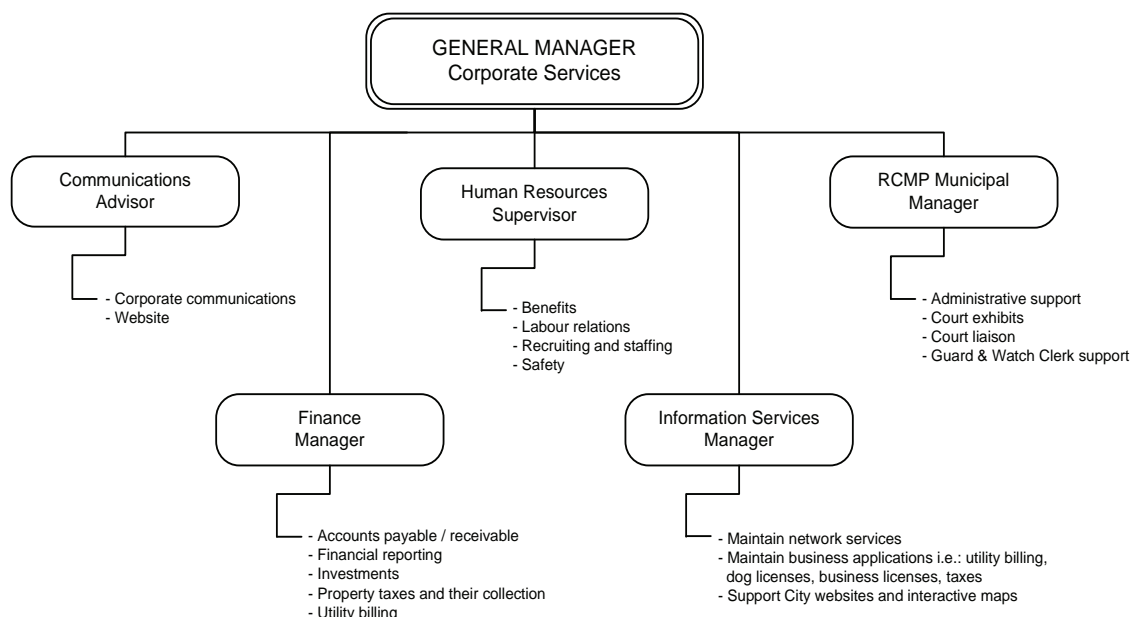 GENERAL MANAGER
Corporate Services
Communications
Advisor
- Corporate communications
- Website
Human Resources
Supervisor
- Benefits
- Labour relations
- Recruiting and staffing
- Safety
RCMP Municipal
Manager
- Administrative support
- Court exhibits
- Court liaison
- Guard & Watch Clerk support
Finance
Manager
- Accounts payable / receivable
- Financial reporting
- Investments
- Property taxes and their collection
- Utility billing
Information Services
Manager
- Maintain network services
- Maintain business applications i.e.: utility billing,
dog licenses, business licenses, taxes
- Support City websites and interactive maps